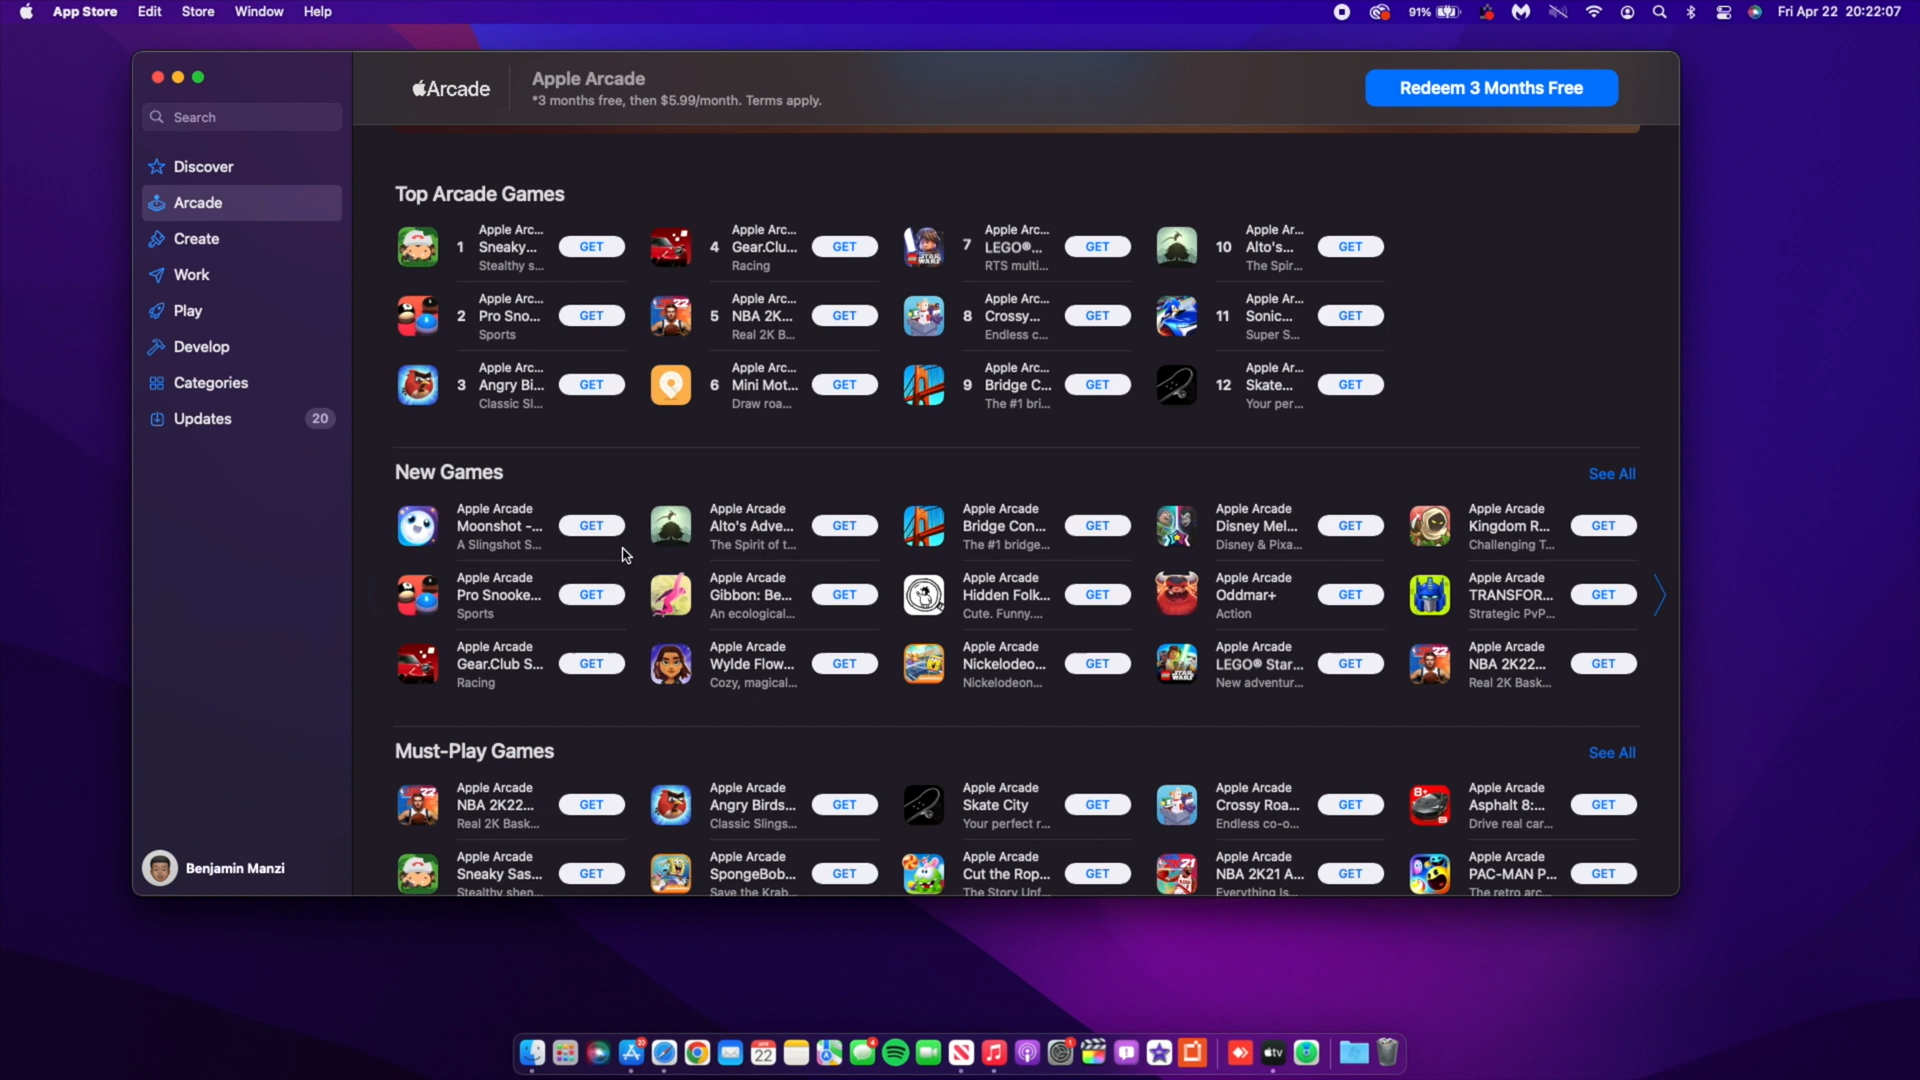 App Store Edit Store Window Help
91%
Fri Apr 22 20:22:07
Search
Discover
Arcade
Create
Work
Play
Develop
Categories
Updates 20
Benjamin Manzi
Arcade
Apple Arcade
*3 months free, then $5.99/month. Terms apply.
Redeem 3 Months Free
Top Arcade Games
1 Apple Arc... Sneaky... Stealthy s... GET
4 Apple Arc... Gear.Clu... Racing GET
7 Apple Arc... LEGO®... RTS multi... GET
10 Apple Ar... Alto's... The Spir... GET
2 Apple Arc... Pro Sno... Sports GET
5 Apple Arc... NBA 2K... Real 2K B... GET
8 Apple Arc... Crossy... Endless c... GET
11 Apple Ar... Sonic... Super S... GET
3 Apple Arc... Angry Bi... Classic Sl... GET
6 Apple Arc... Mini Mot... Draw roa... GET
9 Apple Arc... Bridge C... The #1 bri... GET
12 Apple Ar... Skate... Your per... GET
New Games See All
Apple Arcade Moonshot -... A Slingshot S... GET
Apple Arcade Alto's Adve... The Spirit of t... GET
Apple Arcade Bridge Con... The #1 bridge... GET
Apple Arcade Disney Mel... Disney & Pixa... GET
Apple Arcade Kingdom R... Challenging T... GET
Apple Arcade Pro Snooke... Sports GET
Apple Arcade Gibbon: Be... An ecological... GET
Apple Arcade Hidden Folk... Cute. Funny.... GET
Apple Arcade Oddmar+ Action GET
Apple Arcade TRANSFOR... Strategic PvP... GET
Apple Arcade Gear.Club S... Racing GET
Apple Arcade Wylde Flow... Cozy, magical... GET
Apple Arcade Nickelodeo... Nickelodeon... GET
Apple Arcade LEGO® Star... New adventur... GET
Apple Arcade NBA 2K22... Real 2K Bask... GET
Must-Play Games See All
Apple Arcade NBA 2K22... Real 2K Bask... GET
Apple Arcade Angry Birds... Classic Slings... GET
Apple Arcade Skate City Your perfect r... GET
Apple Arcade Crossy Roa... Endless co-o... GET
Apple Arcade Asphalt 8:... Drive real car... GET
Apple Arcade Sneaky Sas... Stealthy shen... GET
Apple Arcade SpongeBob... Save the Krab... GET
Apple Arcade Cut the Rop... The Story Unf... GET
Apple Arcade NBA 2K21 A... Everything Is... GET
Apple Arcade PAC-MAN P... The retro arc... GET